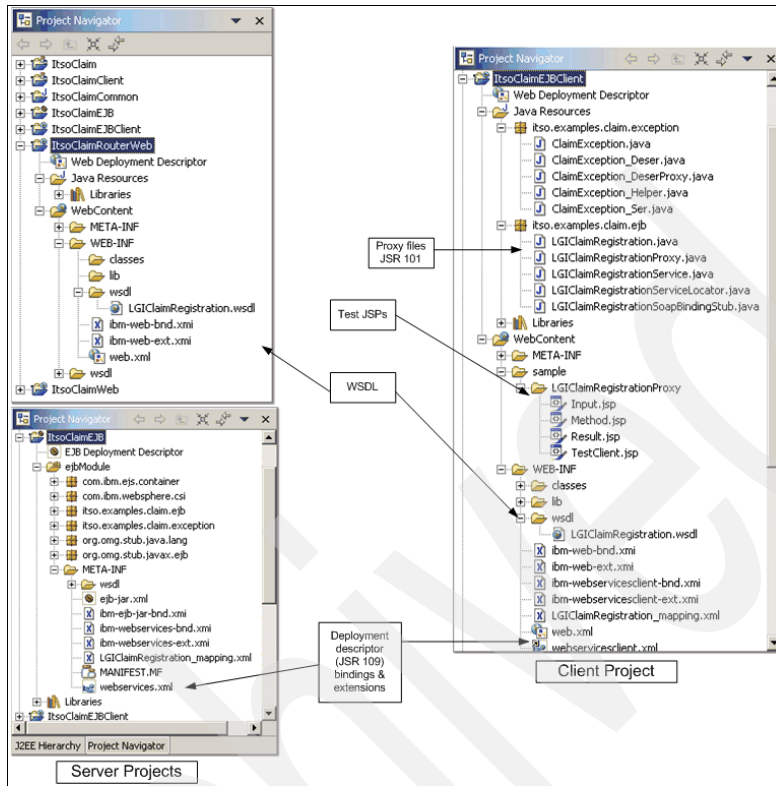 Project Navigator
ItsoClaim
ItsoClaimClient
ItsoClaimCommon
ItsoClaimEJB
ItsoClaimEJBClient
ItsoClaimRouterWeb
Web Deployment Descriptor
Java Resources
Libraries
WebContent
META-INF
WEB-INF
classes
lib
wsdl
LGIClaimRegistration.wsdl
ibm-web-bnd.xmi
ibm-web-ext.xmi
web.xml
wsdl
ItsoClaimWeb
Project Navigator
ItsoClaimEJB
EJB Deployment Descriptor
ejbModule
com.ibm.ejs.container
com.ibm.websphere.csi
itso.examples.claim.ejb
itso.examples.claim.exception
org.omg.stub.java.lang
org.omg.stub.javax.ejb
META-INF
wsdl
ejb-jar.xml
ibm-ejb-jar-bnd.xmi
ibm-webservices-bnd.xmi
ibm-webservices-ext.xmi
LGIClaimRegistration_mapping.xml
MANIFEST.MF
webservices.xml
Libraries
ItsoClaimEJBClient
J2EE Hierarchy Project Navigator
Server Projects
Proxy files
JSR 101
Test JSPs
WSDL
Deployment
descriptor
(JSR 109)
bindings &
extensions
Project Navigator
ItsoClaimEJBClient
Web Deployment Descriptor
Java Resources
itso.examples.claim.exception
ClaimException.java
ClaimException_Deser.java
ClaimException_DeserProxy.java
ClaimException_Helper.java
ClaimException_Ser.java
itso.examples.claim.ejb
LGIClaimRegistration.java
LGIClaimRegistrationProxy.java
LGIClaimRegistrationService.java
LGIClaimRegistrationServiceLocator.java
LGIClaimRegistrationSoapBindingStub.java
Libraries
WebContent
META-INF
sample
LGIClaimRegistrationProxy
Input.jsp
Method.jsp
Result.jsp
TestClient.jsp
WEB-INF
classes
lib
wsdl
LGIClaimRegistration.wsdl
ibm-web-bnd.xmi
ibm-web-ext.xmi
ibm-webservicesclient-bnd.xmi
ibm-webservicesclient-ext.xmi
LGIClaimRegistration_mapping.xml
web.xml
webservicesclient.xml
Client Project